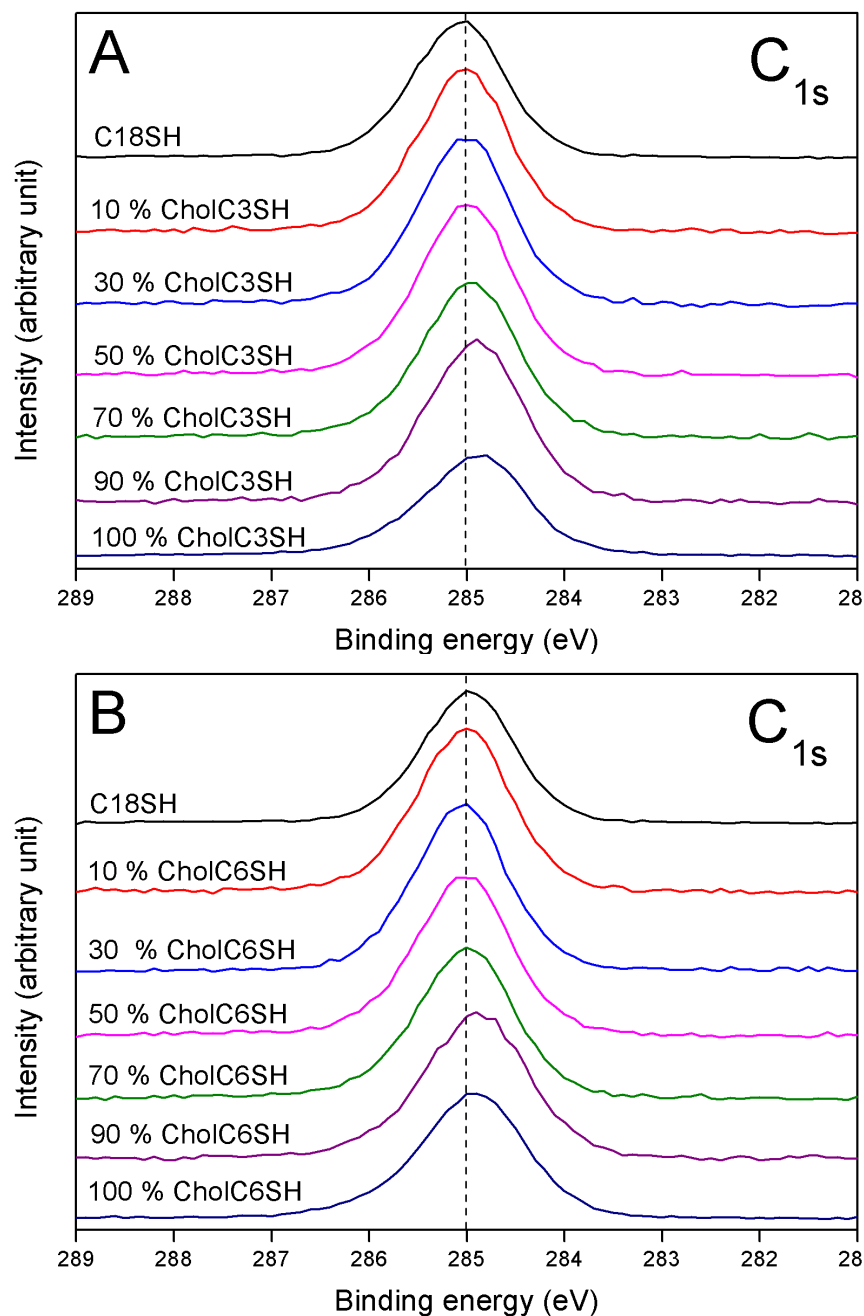 A
C1s
C18SH
10 % CholC3SH
30 % CholC3SH
50 % CholC3SH
70 % CholC3SH
90 % CholC3SH
100 % CholC3SH
Intensity (arbitrary unit)
289 288 287 286 285 284 283 282 28
Binding energy (eV)
B
C1s
C18SH
10 % CholC6SH
30  % CholC6SH
50 % CholC6SH
70 % CholC6SH
90 % CholC6SH
100 % CholC6SH
Intensity (arbitrary unit)
289 288 287 286 285 284 283 282 28
Binding energy (eV)